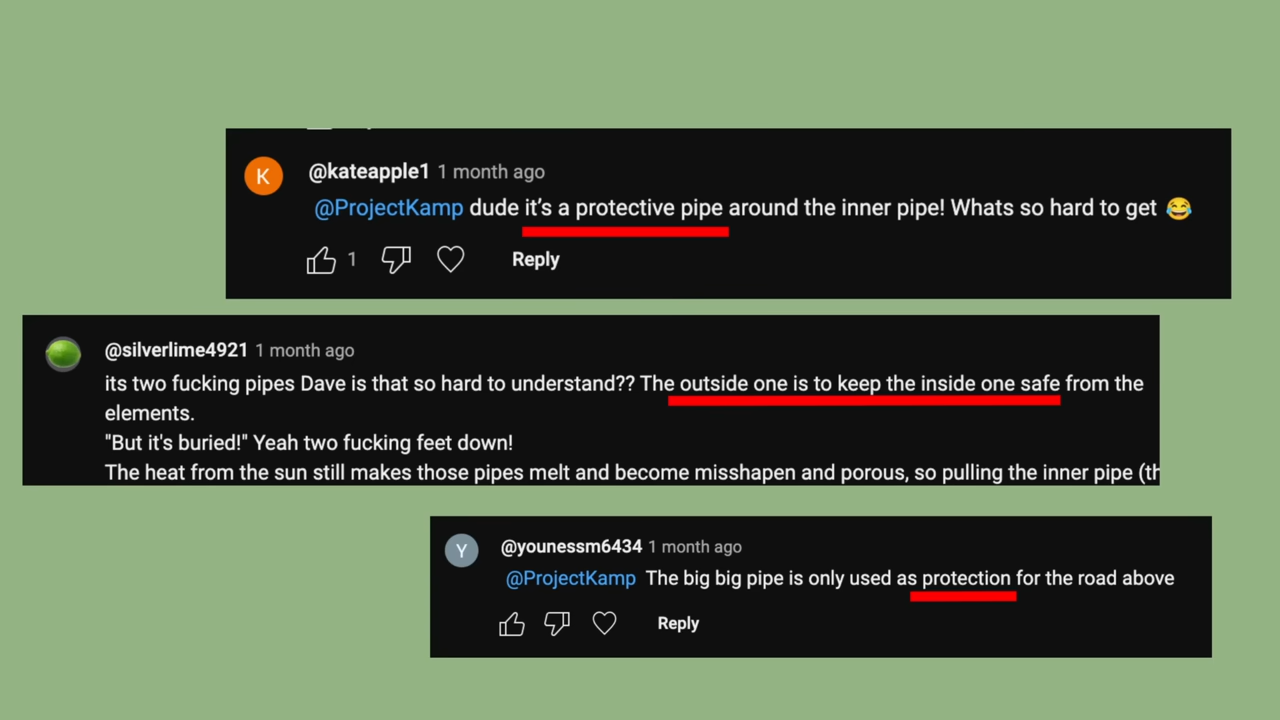 @kateapple1 1 month ago
@ProjectKamp dude it’s a protective pipe around the inner pipe! Whats so hard to get 😂
1 Reply
@silverlime4921 1 month ago
its two fucking pipes Dave is that so hard to understand?? The outside one is to keep the inside one safe from the
elements.
"But it's buried!" Yeah two fucking feet down!
The heat from the sun still makes those pipes melt and become misshapen and porous, so pulling the inner pipe (th
@younessm6434 1 month ago
@ProjectKamp The big big pipe is only used as protection for the road above
Reply
K
Y